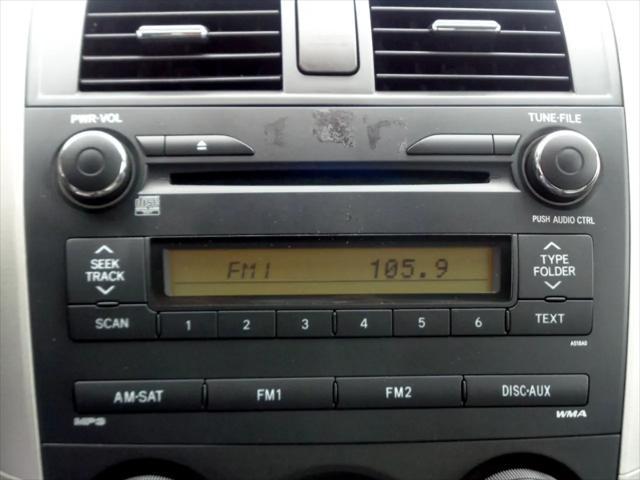 PWR·VOL
TUNE·FILE
PUSH AUDIO CTRL
SEEK
TRACK
FM1 105.9
TYPE
FOLDER
SCAN 1 2 3 4 5 6 TEXT
A518A0
AM·SAT FM1 FM2 DISC·AUX
MP3 WMA